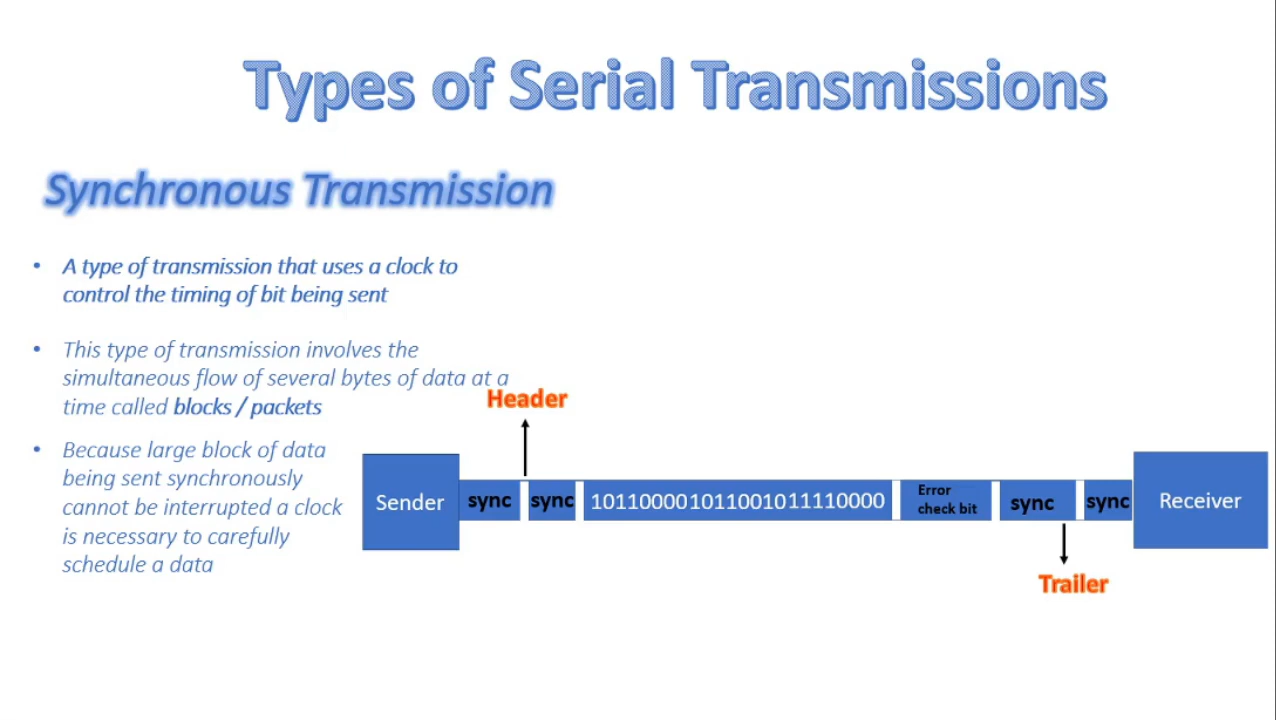 Types of Serial Transmissions
Synchronous Transmission
• A type of transmission that uses a clock to
control the timing of bit being sent
• This type of transmission involves the
simultaneous flow of several bytes of data at a
time called blocks / packets
• Because large block of data
being sent synchronously
cannot be interrupted a clock
is necessary to carefully
schedule a data
Header
Sender
sync
sync
1011000010110010111110000
Error
check bit
sync
sync
Receiver
Trailer